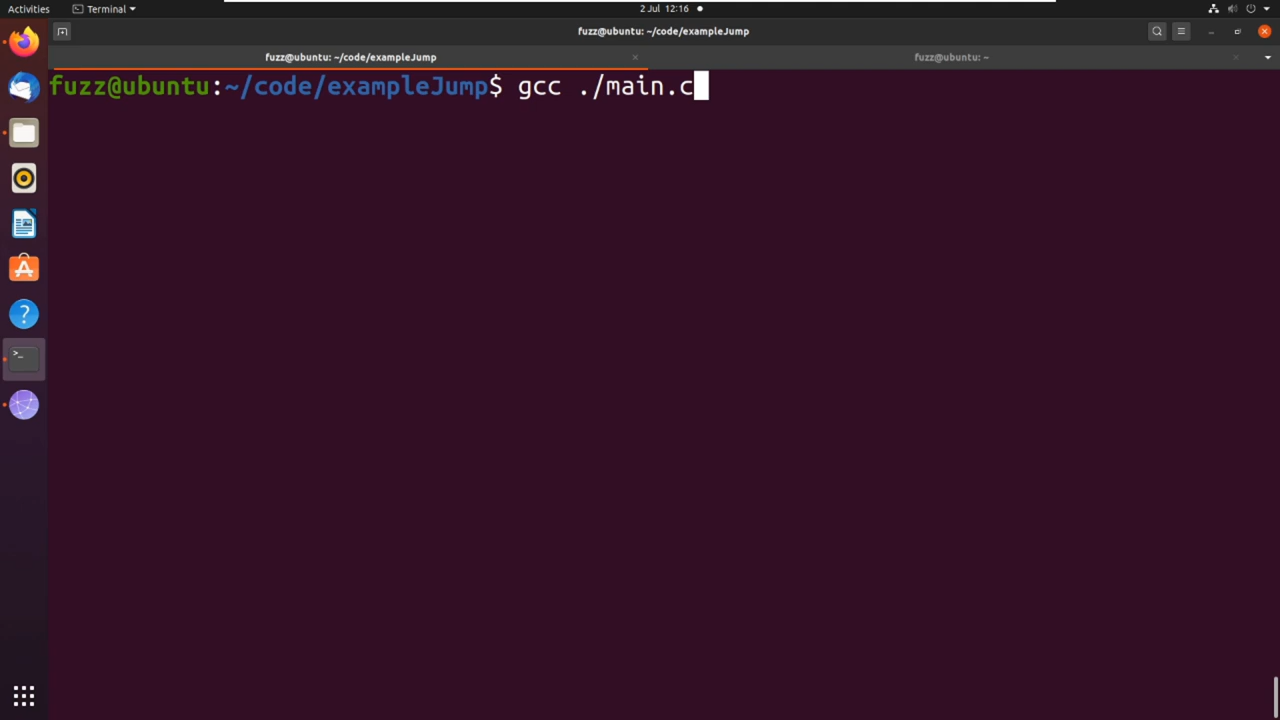 Activities Terminal 2 Jul 12:16
fuzz@ubuntu: ~/code/exampleJump
fuzz@ubuntu: ~/code/exampleJump fuzz@ubuntu: ~
fuzz@ubuntu:~/code/exampleJump$ gcc ./main.c